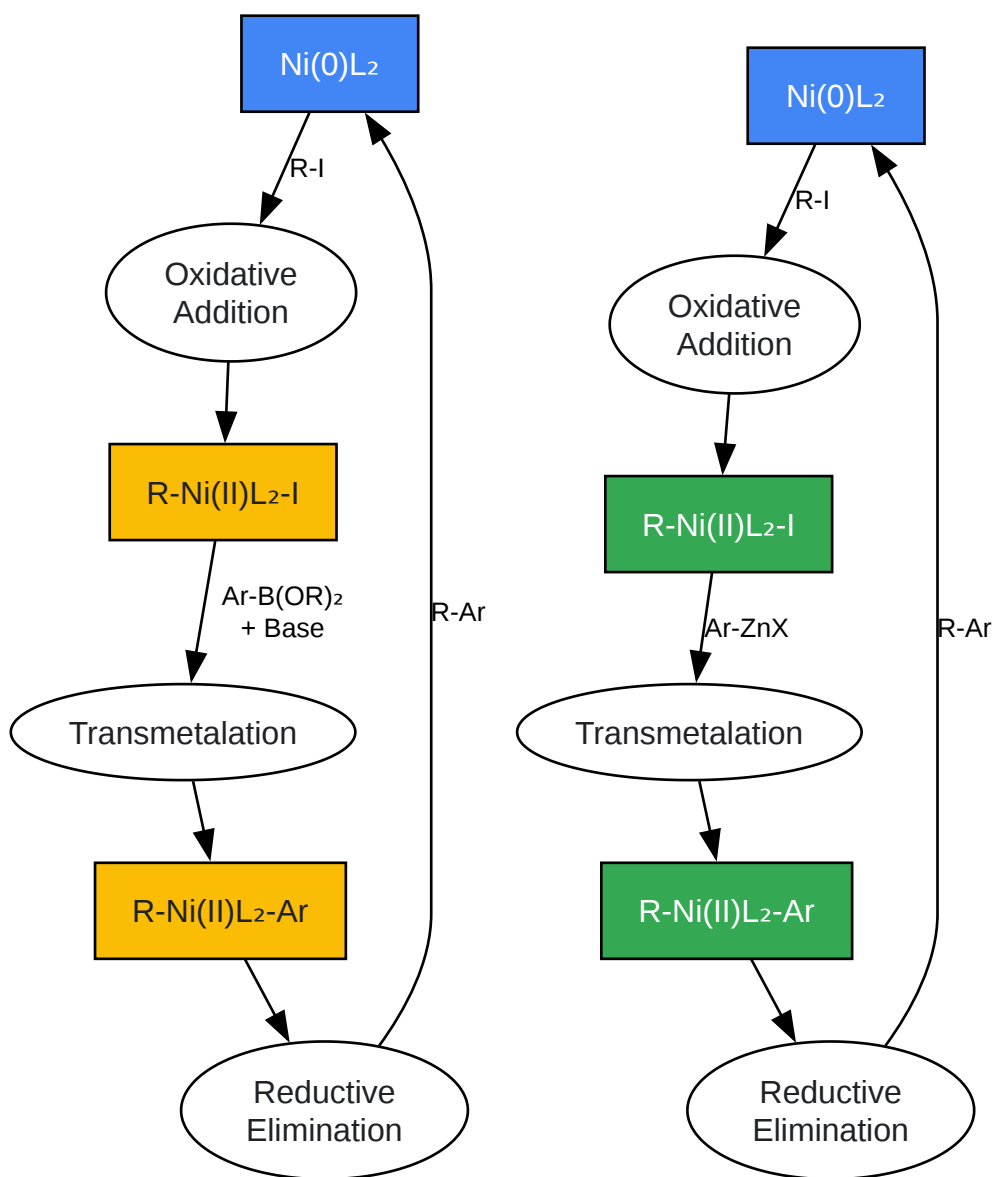 Ni(0)L₂
R-I
Oxidative
Addition
R-Ni(II)L₂-I
Ar-B(OR)₂
+ Base
R-Ar
Transmetalation
R-Ni(II)L₂-Ar
Reductive
Elimination
Ni(0)L₂
R-I
Oxidative
Addition
R-Ni(II)L₂-I
Ar-ZnX
R-Ar
Transmetalation
R-Ni(II)L₂-Ar
Reductive
Elimination